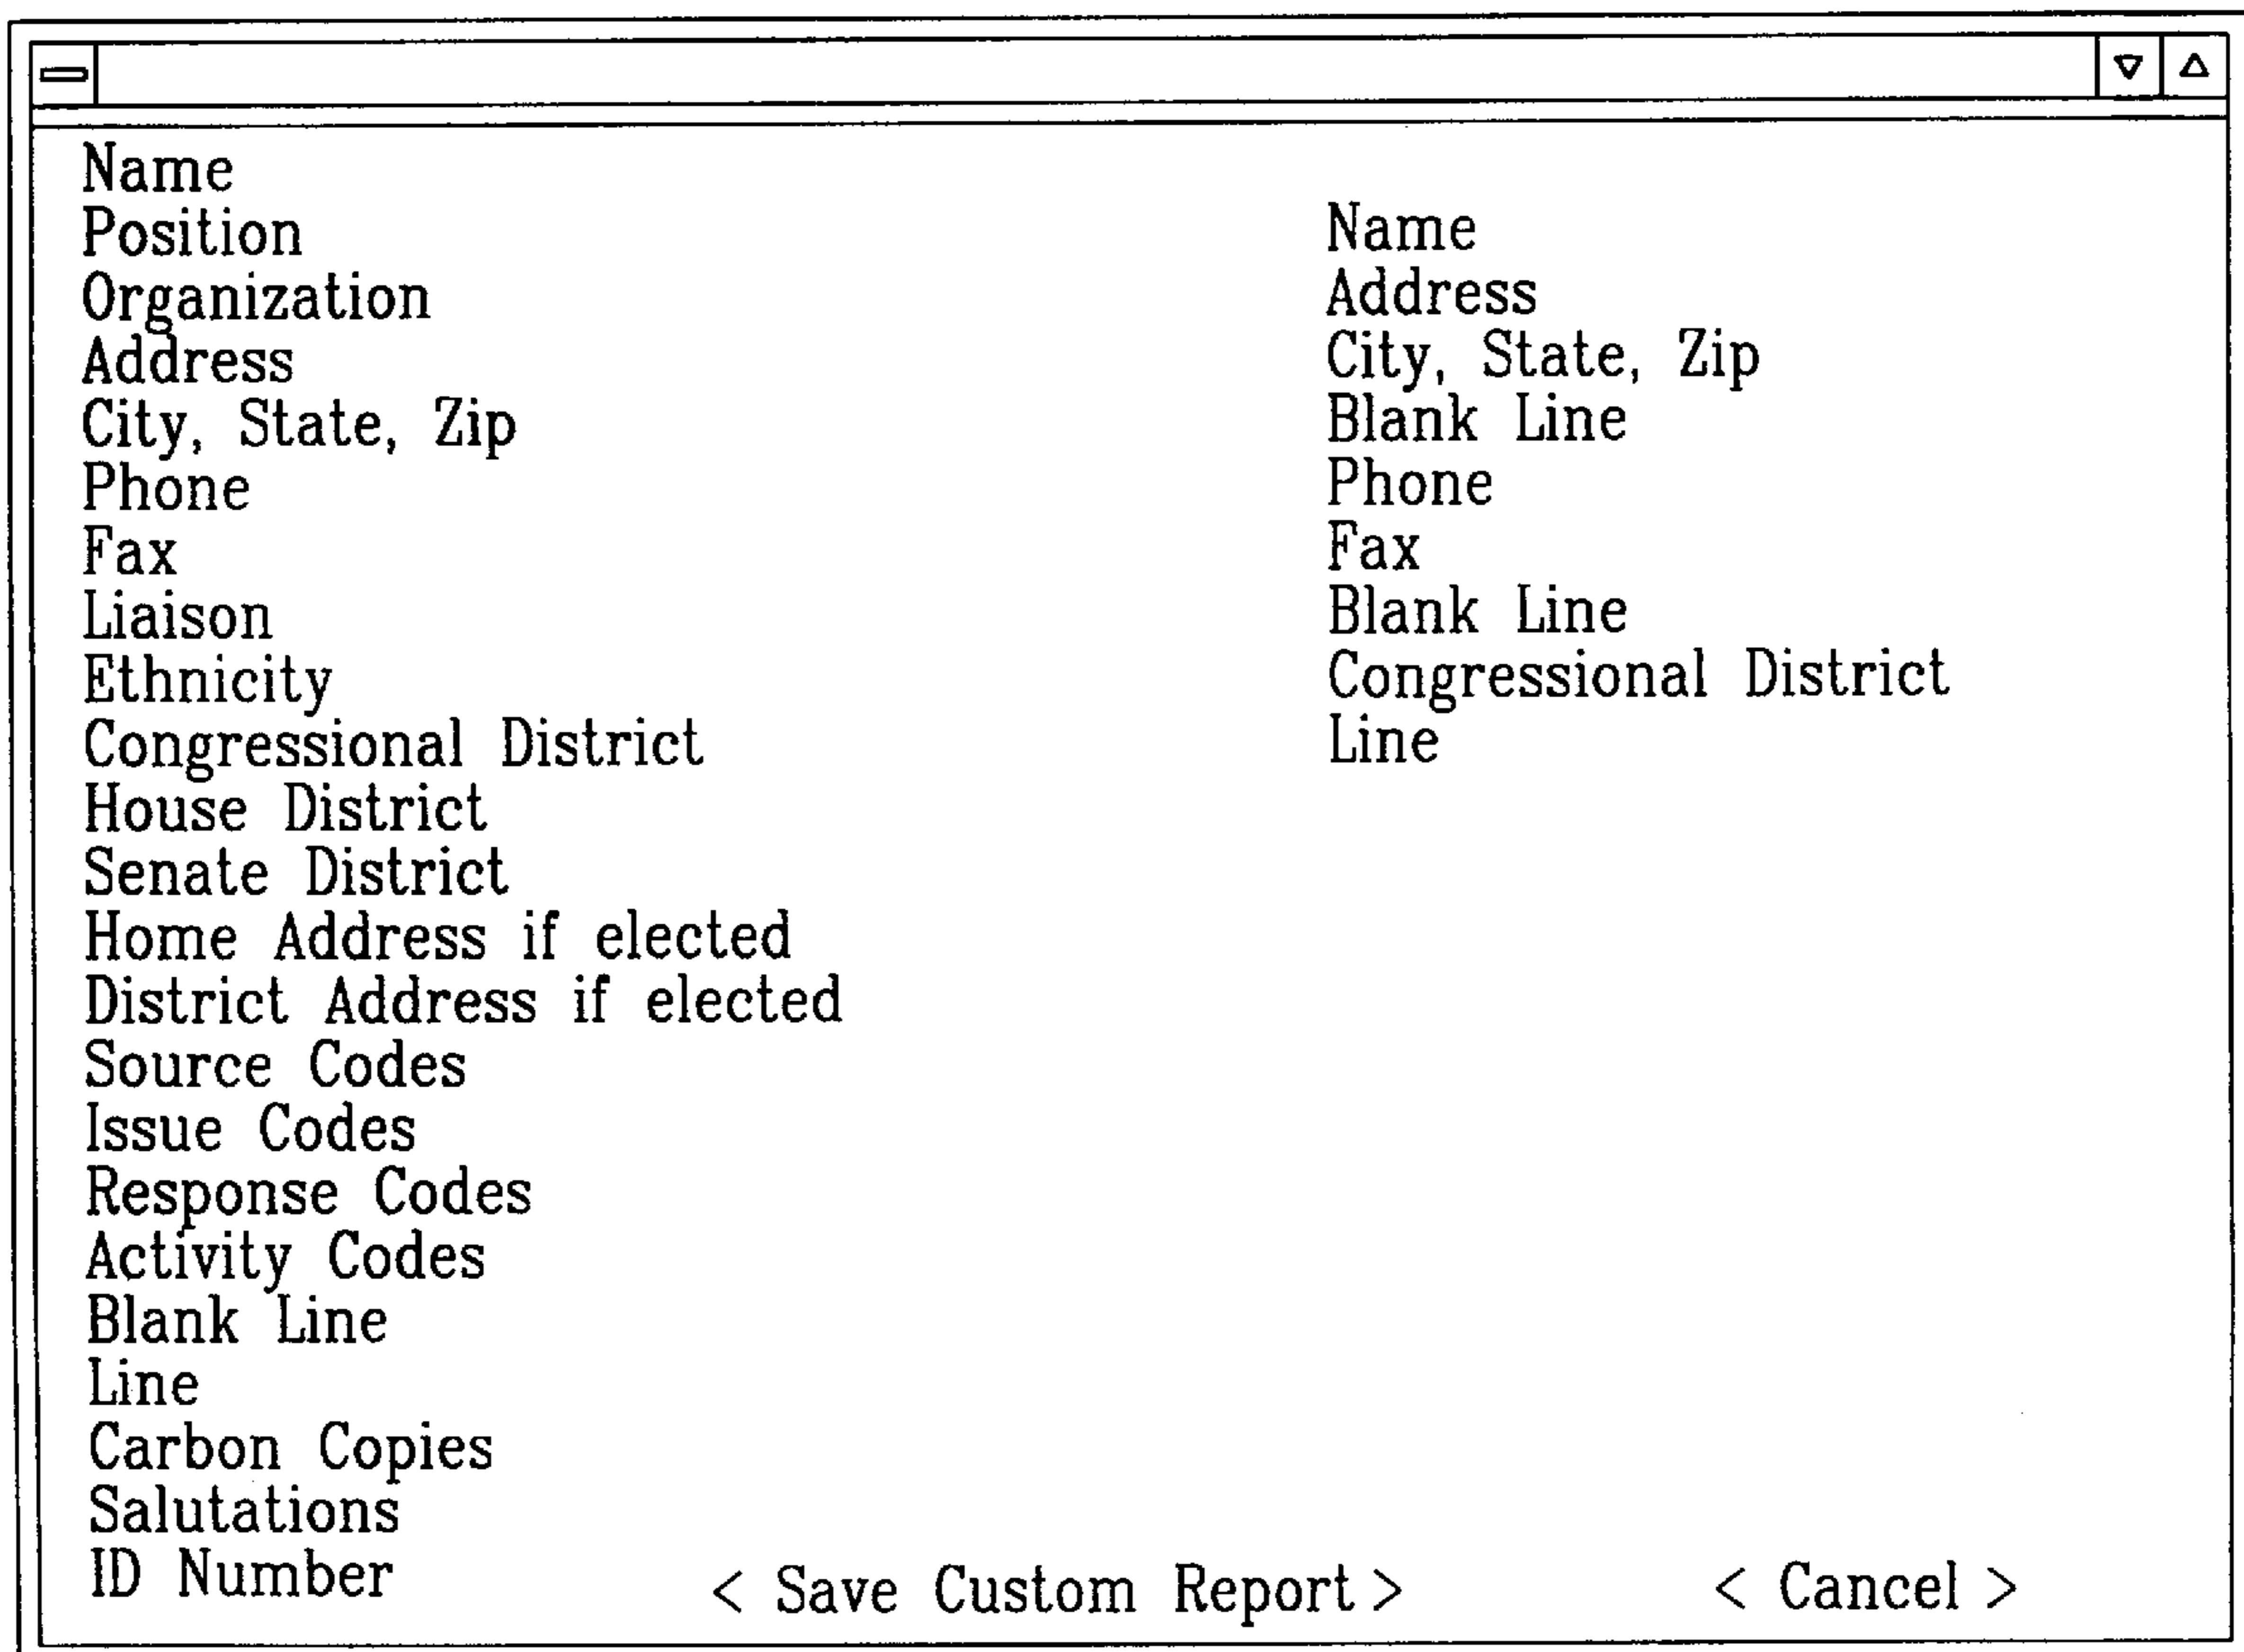 Name
Position
Organization
Address
City, State, Zip
Phone
Fax
Liaison
Ethnicity
Congressional District
House District
Senate District
Home Address if elected
District Address if elected
Source Codes
Issue Codes
Response Codes
Activity Codes
Blank Line
Line
Carbon Copies
Salutations
ID Number
Name
Address
City, State, Zip
Blank Line
Phone
Fax
Blank Line
Congressional District
Line
< Save Custom Report >
< Cancel >